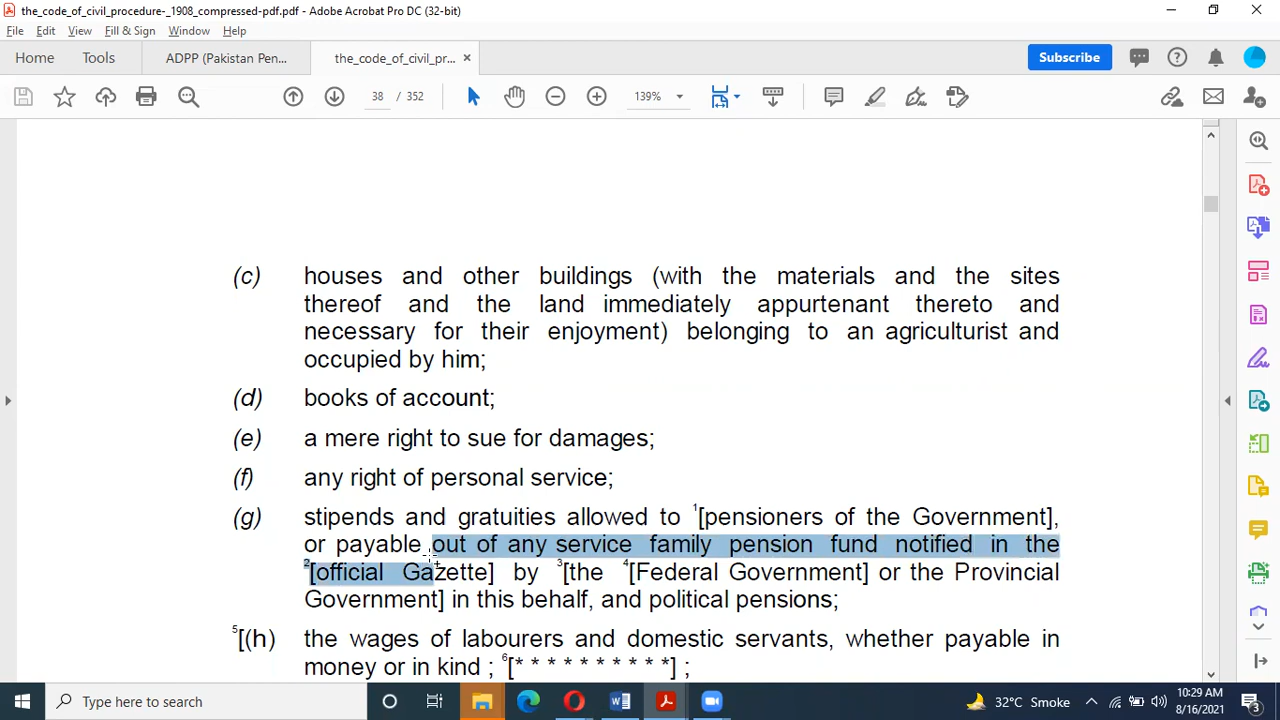 the_code_of_civil_procedure-_1908_compressed-pdf.pdf - Adobe Acrobat Pro DC (32-bit)
File Edit View Fill & Sign Window Help
Home Tools ADPP (Pakistan Pen... the_code_of_civil_pr... × Subscribe
38 / 352 139%
(c) houses and other buildings (with the materials and the sites
thereof and the land immediately appurtenant thereto and
necessary for their enjoyment) belonging to an agriculturist and
occupied by him;
(d) books of account;
(e) a mere right to sue for damages;
(f) any right of personal service;
(g) stipends and gratuities allowed to 1[pensioners of the Government],
or payable out of any service family pension fund notified in the
2[official Gazette] by 3[the 4[Federal Government] or the Provincial
Government] in this behalf, and political pensions;
5[(h) the wages of labourers and domestic servants, whether payable in
money or in kind ; 6[* * * * * * * * * *] ;
Type here to search
32°C Smoke
10:29 AM
8/16/2021
3